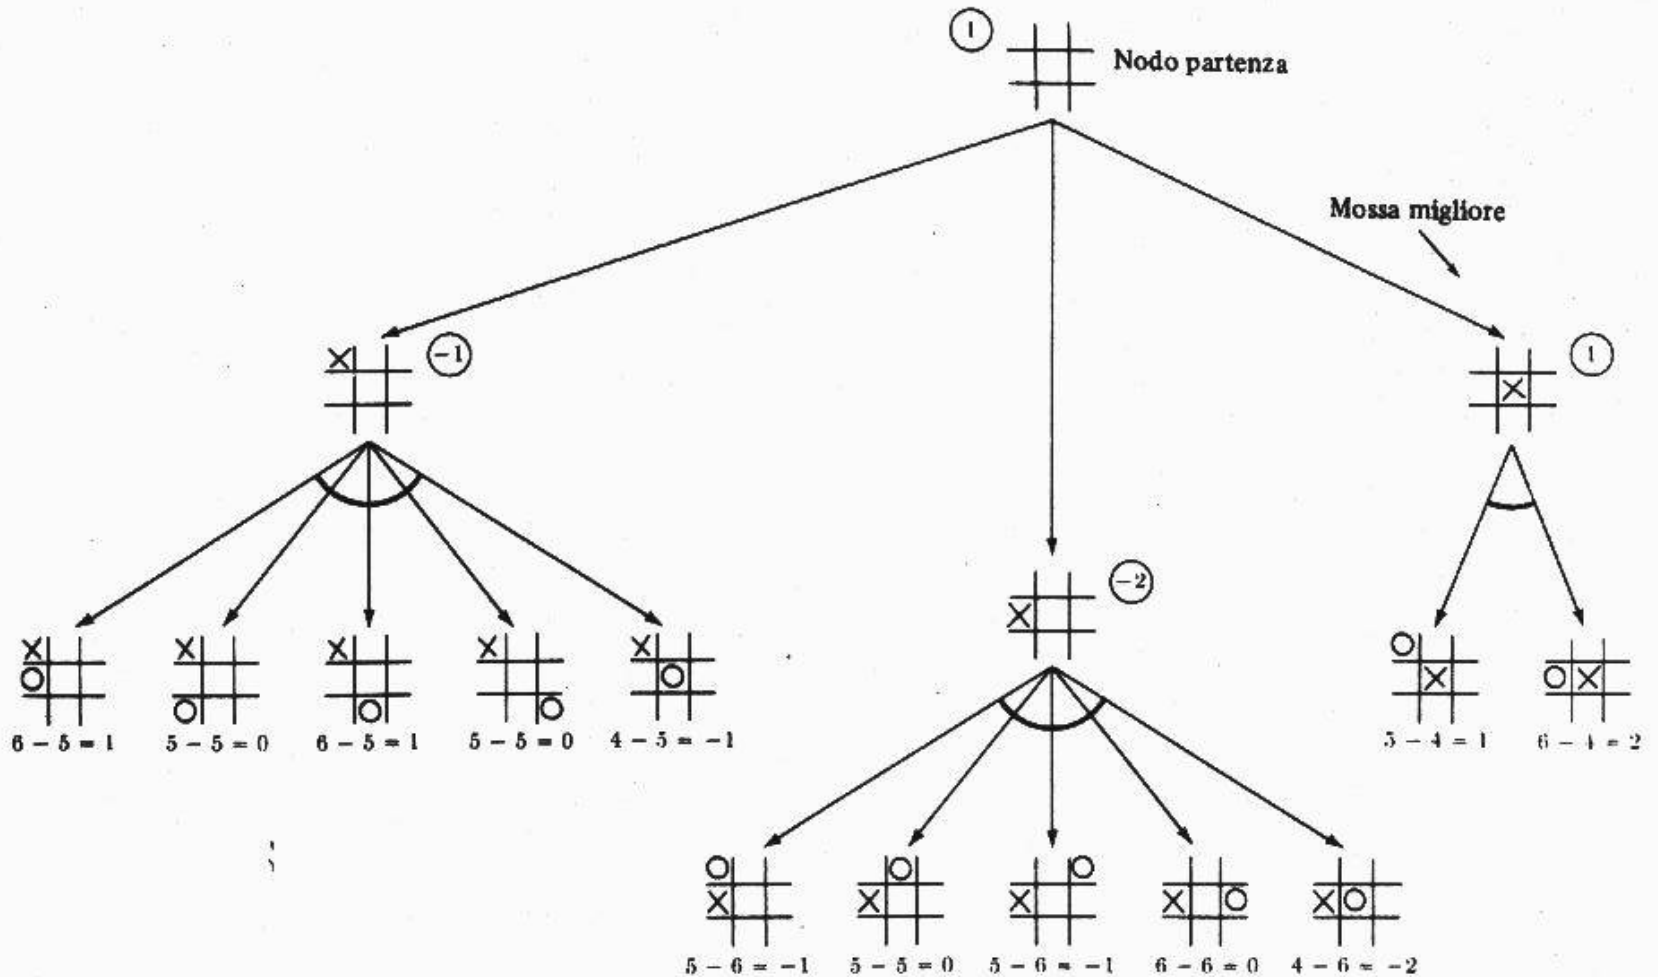 1
Nodo partenza
Mossa migliore
-1
1
-2
6 - 5 = 1
5 - 5 = 0
6 - 5 = 1
5 - 5 = 0
4 - 5 = -1
5 - 4 = 1
6 - 4 = 2
5 - 6 = -1
5 - 5 = 0
5 - 6 = -1
6 - 6 = 0
4 - 6 = -2